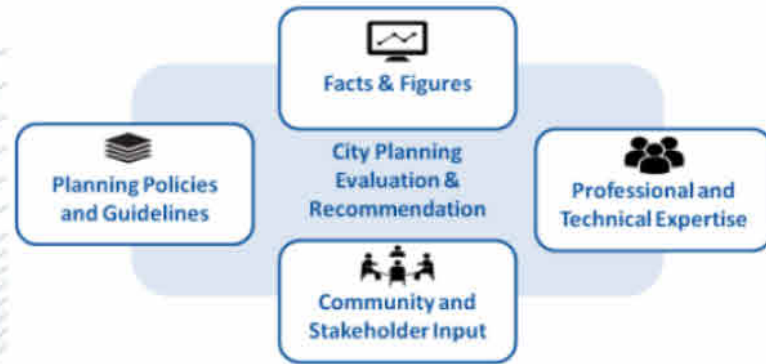 Facts & Figures
Planning Policies
and Guidelines
City Planning
Evaluation &
Recommendation
Professional and
Technical Expertise
Community and
Stakeholder Input